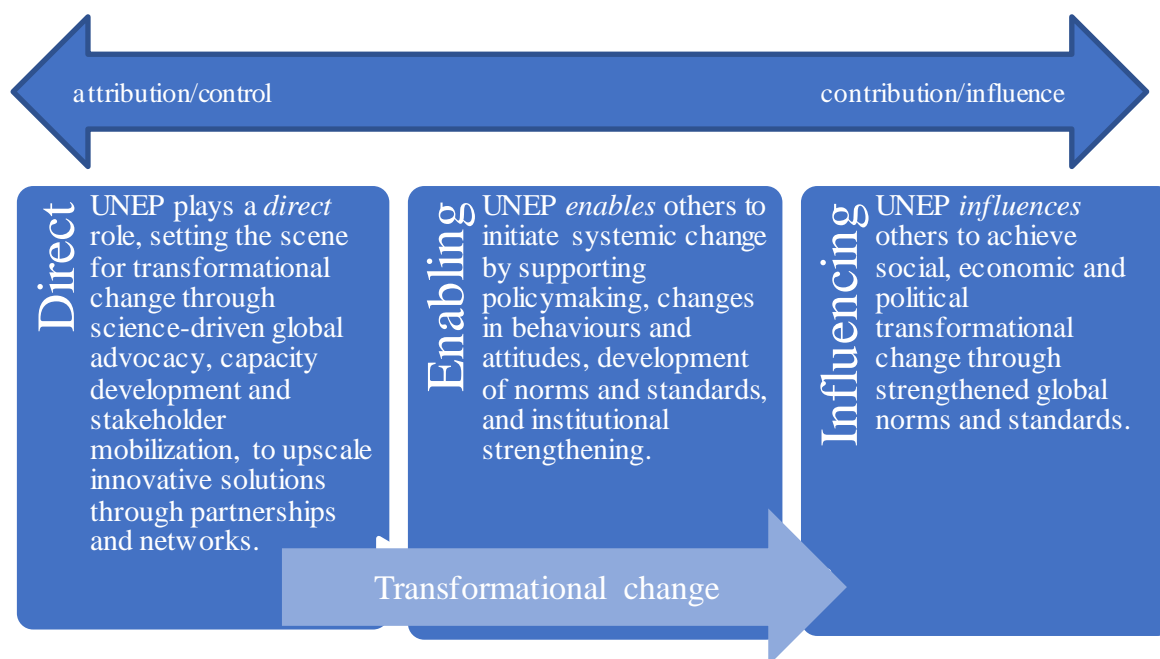 attribution/control
contribution/influence
Direct
UNEP plays a direct
role, setting the scene
for transformational
change through
science-driven global
advocacy, capacity
development and
stakeholder
mobilization, to upscale
innovative solutions
through partnerships
and networks.
Enabling
UNEP enables others to
initiate systemic change
by supporting
policymaking, changes
in behaviours and
attitudes, development
of norms and standards,
and institutional
strengthening.
Influencing
UNEP influences
others to achieve
social, economic and
political
transformational
change through
strengthened global
norms and standards.
Transformational change